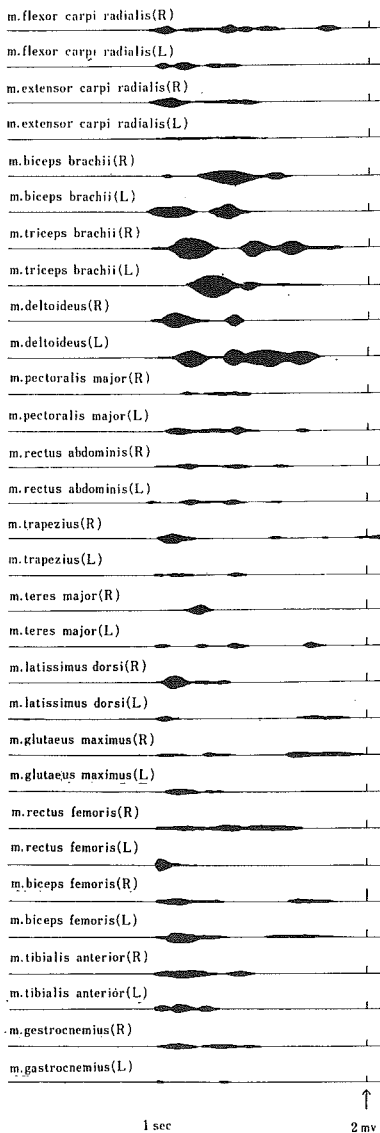 m.flexor carpi radialis(R)
m.flexor carpi radialis(L)
m.extensor carpi radialis(R)
m.extensor carpi radialis(L)
m.biceps brachii(R)
m.biceps brachii(L)
m.triceps brachii(R)
m.triceps brachii(L)
m.deltoideus(R)
m.deltoideus(L)
m.pectoralis major(R)
m.pectoralis major(L)
m.rectus abdominis(R)
m.rectus abdominis(L)
m.trapezius(R)
m.trapezius(L)
m.teres major(R)
m.teres major(L)
m.latissimus dorsi(R)
m.latissimus dorsi(L)
m.glutaeus maximus(R)
m.glutaeus maximus(L)
m.rectus femoris(R)
m.rectus femoris(L)
m.biceps femoris(R)
m.biceps femoris(L)
m.tibialis anterior(R)
m.tibialis anterior(L)
m.gestrocnemius(R)
m.gastrocnemius(L)
1 sec 2 mv